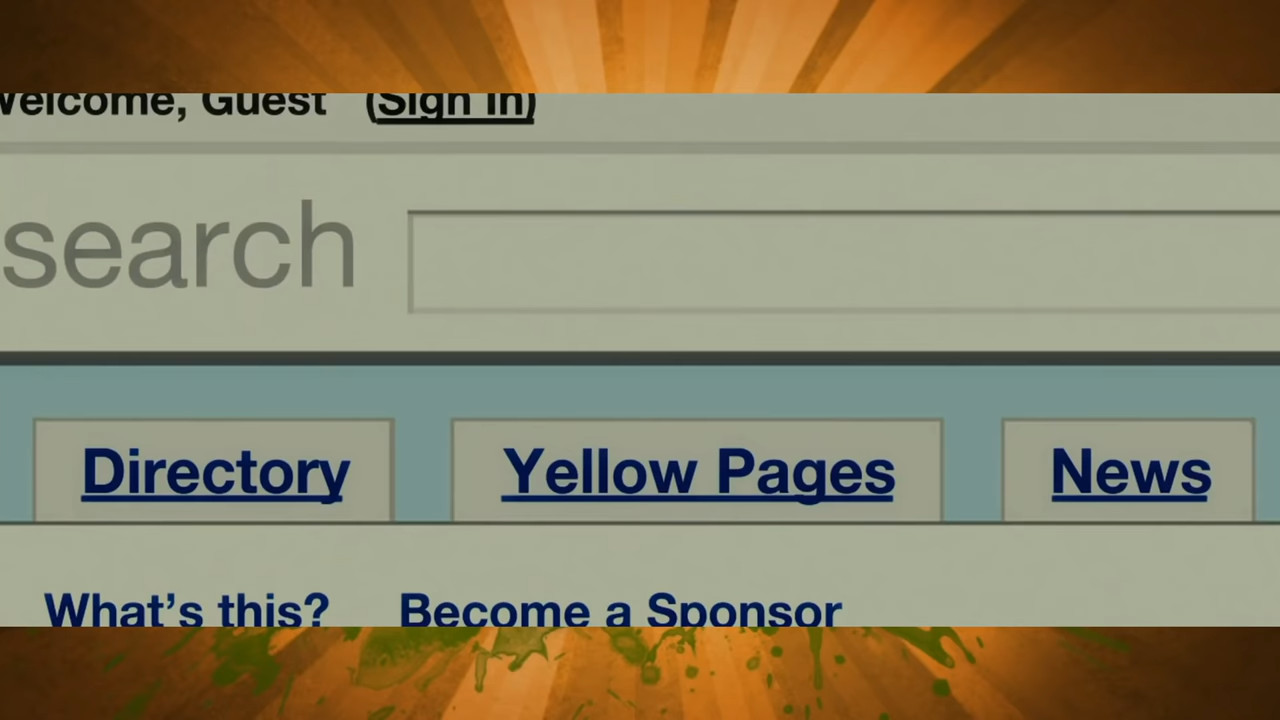 Welcome, Guest (Sign In)
search
Directory Yellow Pages News
What's this? Become a Sponsor